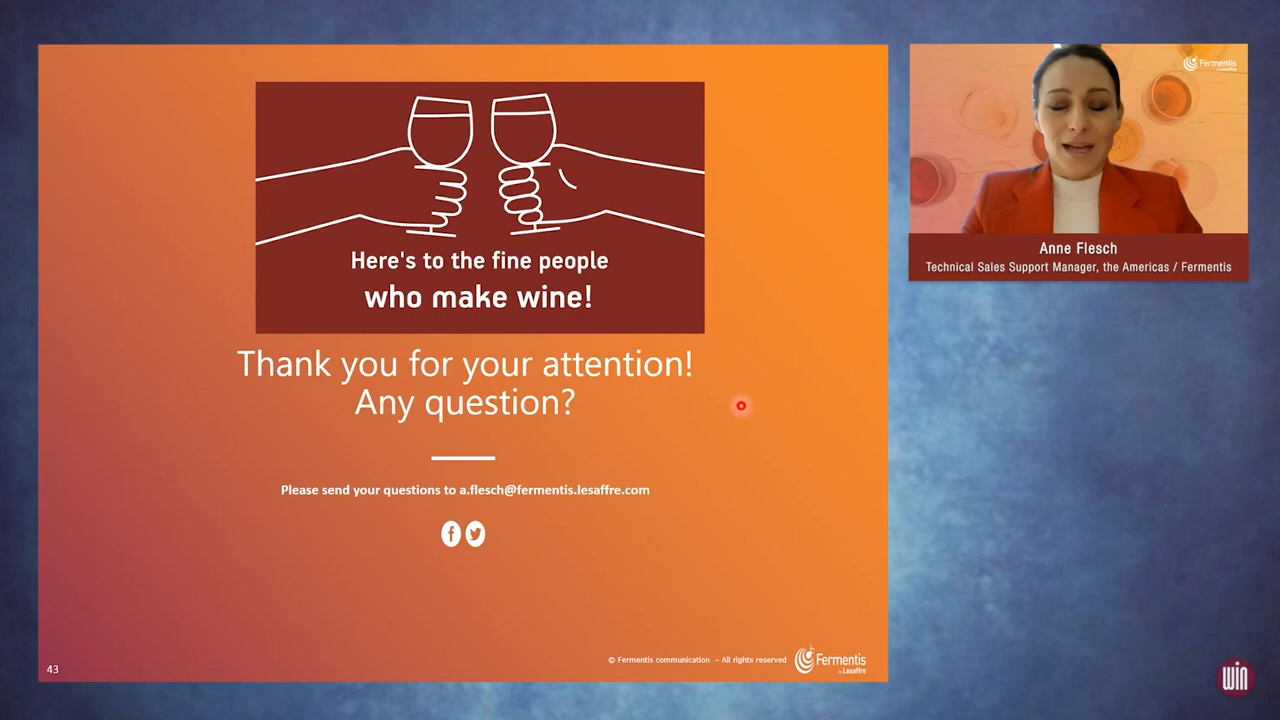 Here's to the fine people
who make wine!
Thank you for your attention!
Any question?
Please send your questions to a.flesch@fermentis.lesaffre.com
43
© Fermentis communication – All rights reserved
Fermentis
by Lesaffre
Fermentis
by Lesaffre
Anne Flesch
Technical Sales Support Manager, the Americas / Fermentis
win